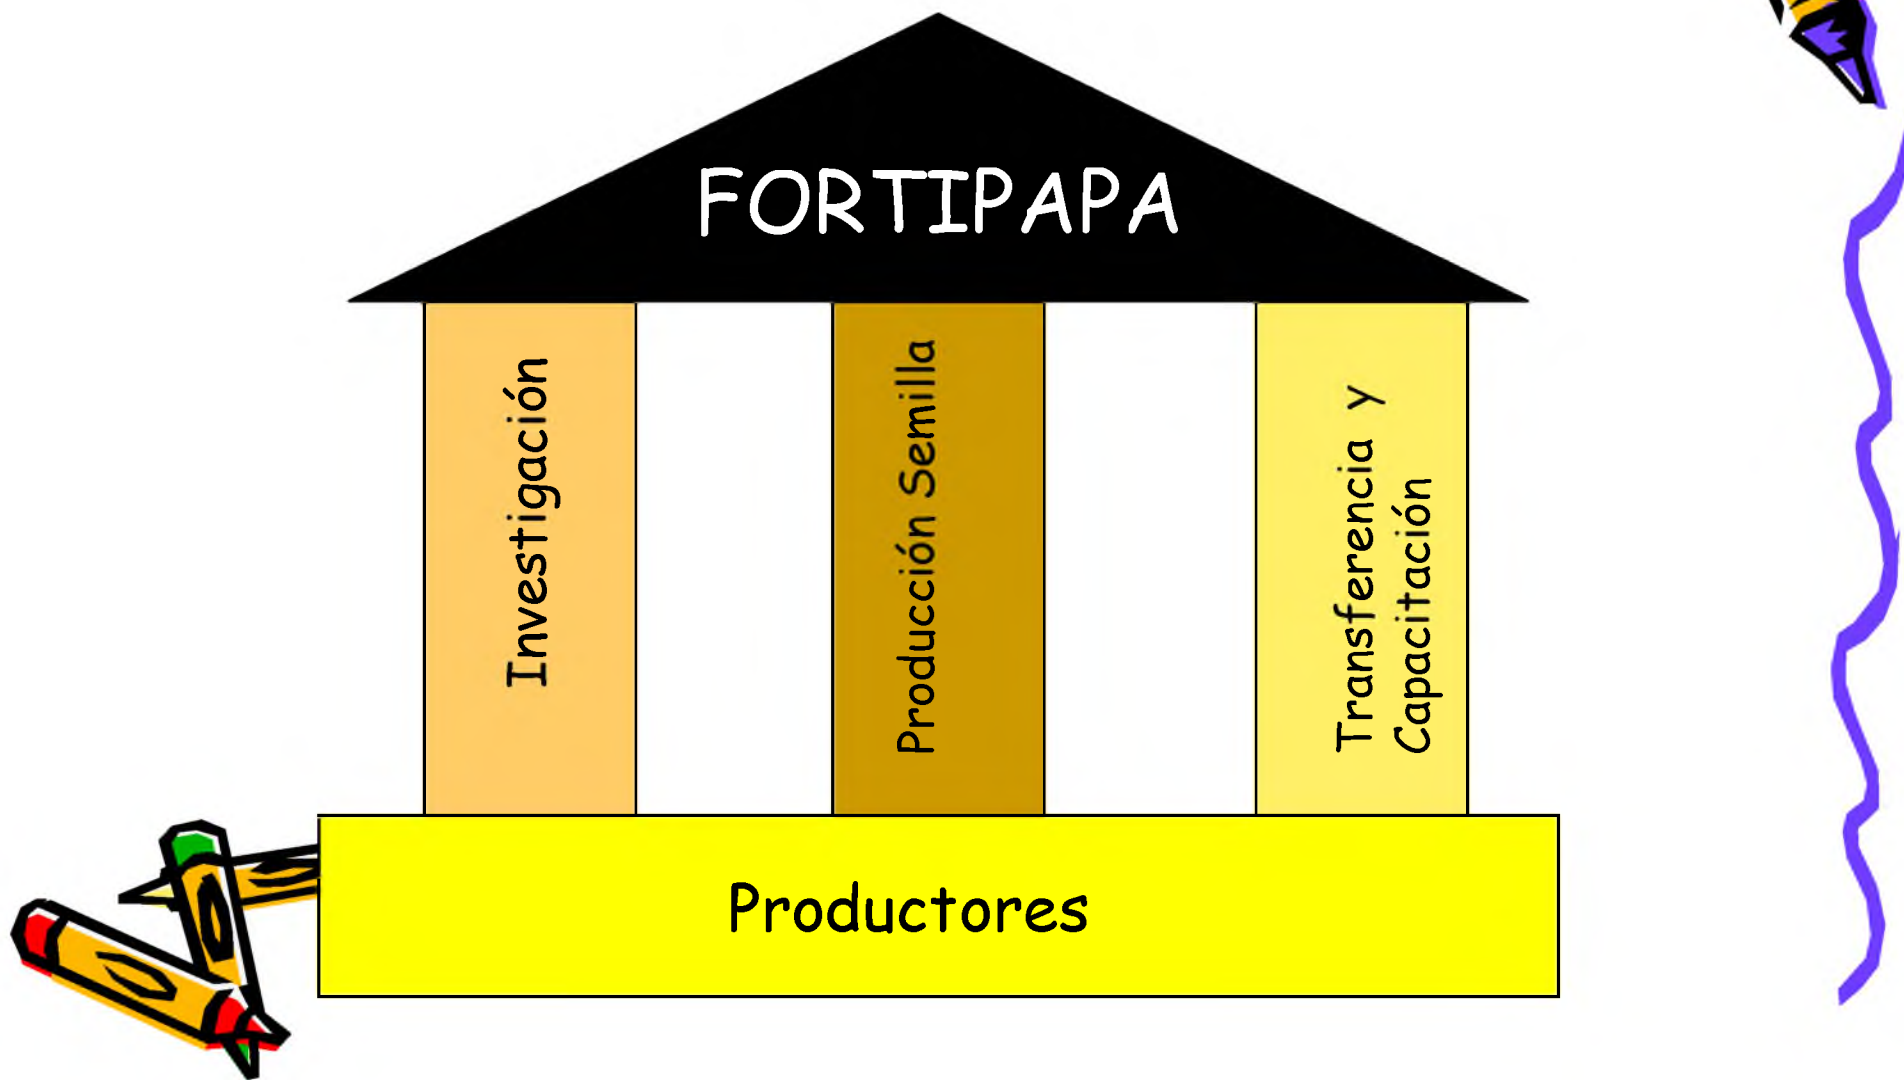 FORTIPAPA
Investigación
Producción Semilla
Transferencia y
Capacitación
Productores